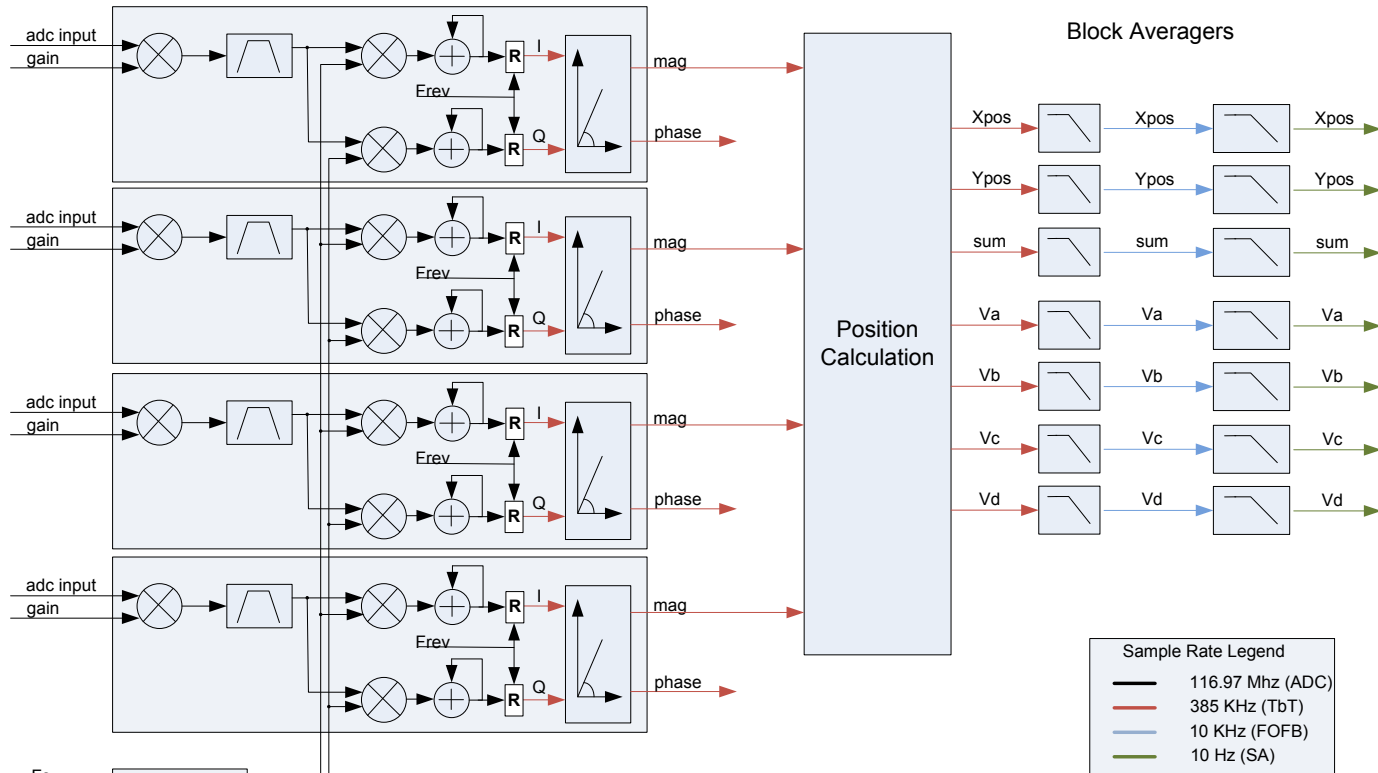 Block Averagers
adc input
gain
I
Frev
Q
R
R
mag
phase
adc input
gain
I
Frev
Q
R
R
mag
phase
adc input
gain
I
Frev
Q
R
R
mag
phase
adc input
gain
I
Frev
Q
R
R
mag
phase
Position
Calculation
Xpos Xpos Xpos
Ypos Ypos Ypos
sum sum sum
Va Va Va
Vb Vb Vb
Vc Vc Vc
Vd Vd Vd
Sample Rate Legend
116.97 Mhz (ADC)
385 KHz (TbT)
10 KHz (FOFB)
10 Hz (SA)